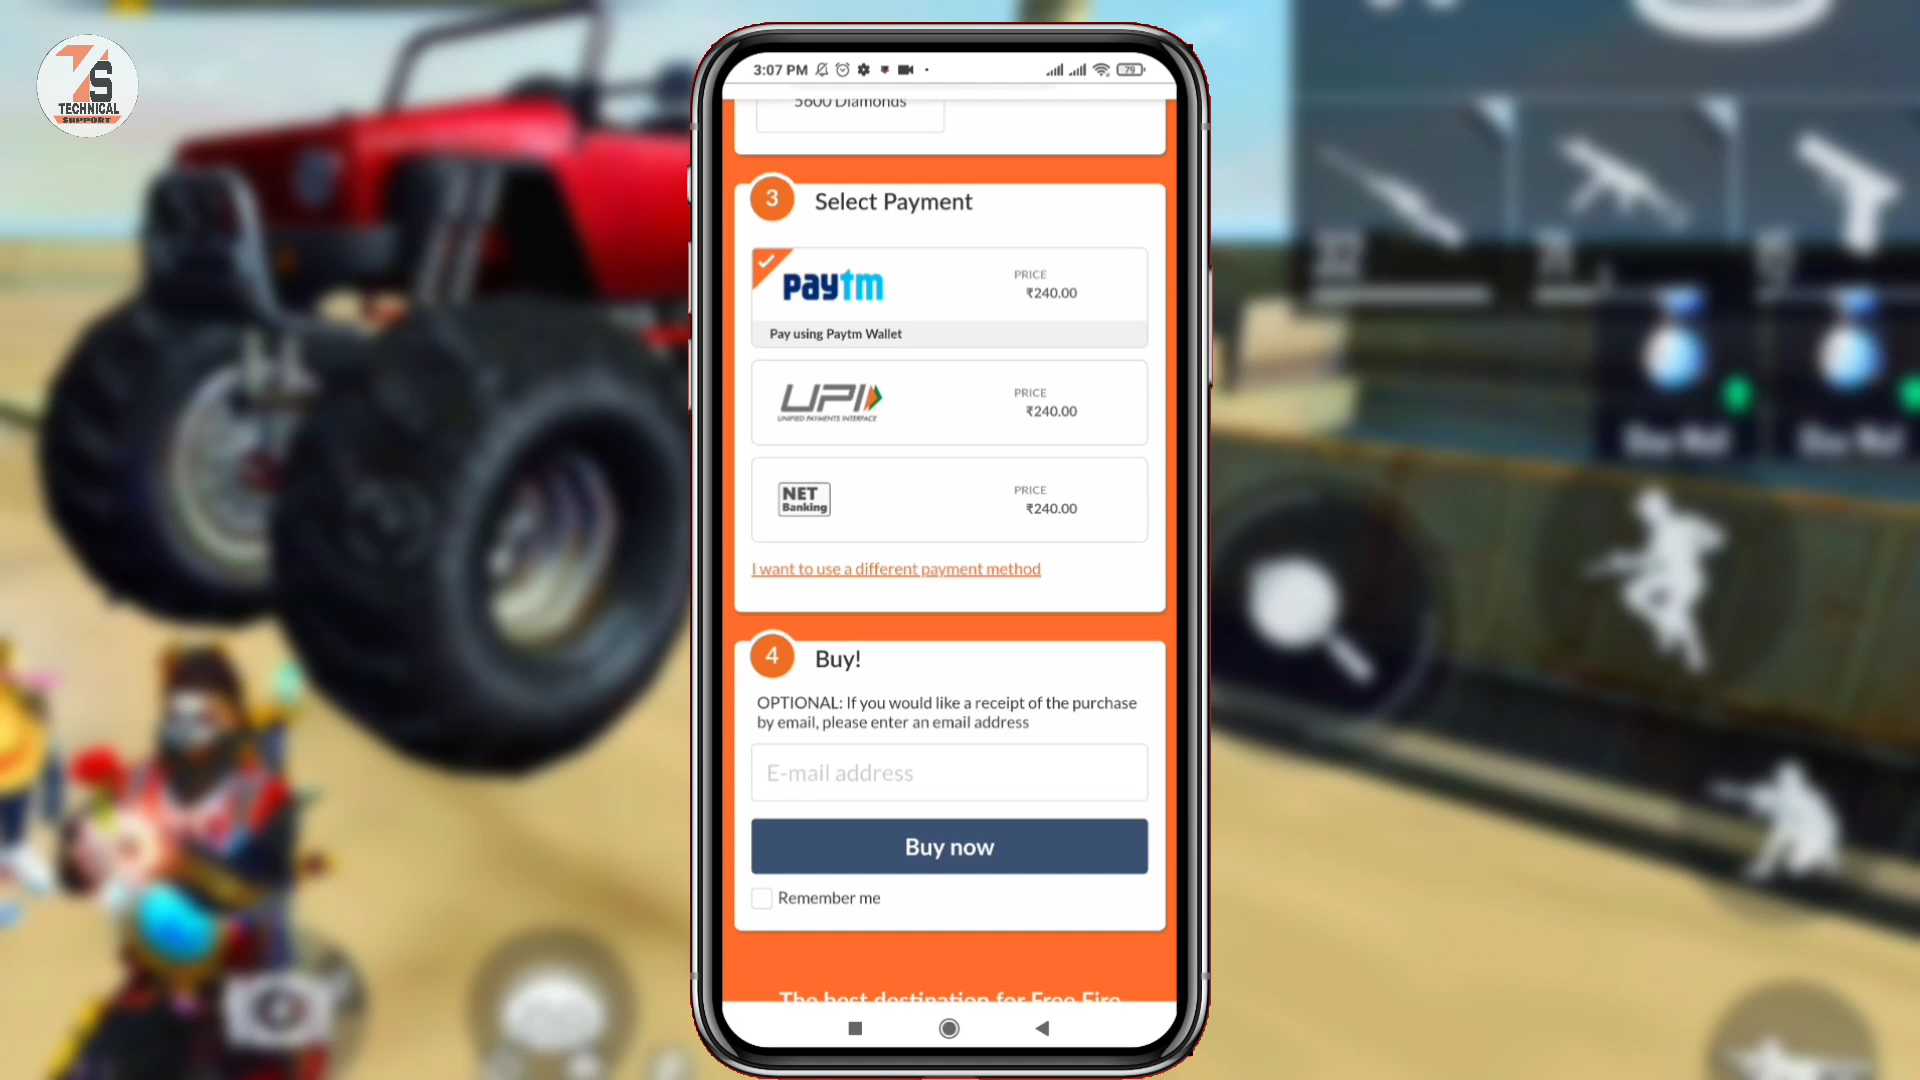 7S
TECHNICAL
SUPPORT
3:07 PM
79
5600 Diamonds
3
Select Payment
paytm
PRICE
₹240.00
Pay using Paytm Wallet
UPI
UNIFIED PAYMENTS INTERFACE
PRICE
₹240.00
NET
Banking
PRICE
₹240.00
I want to use a different payment method
4
Buy!
OPTIONAL: If you would like a receipt of the purchase
by email, please enter an email address
E-mail address
Buy now
Remember me
The best destination for Free Fire